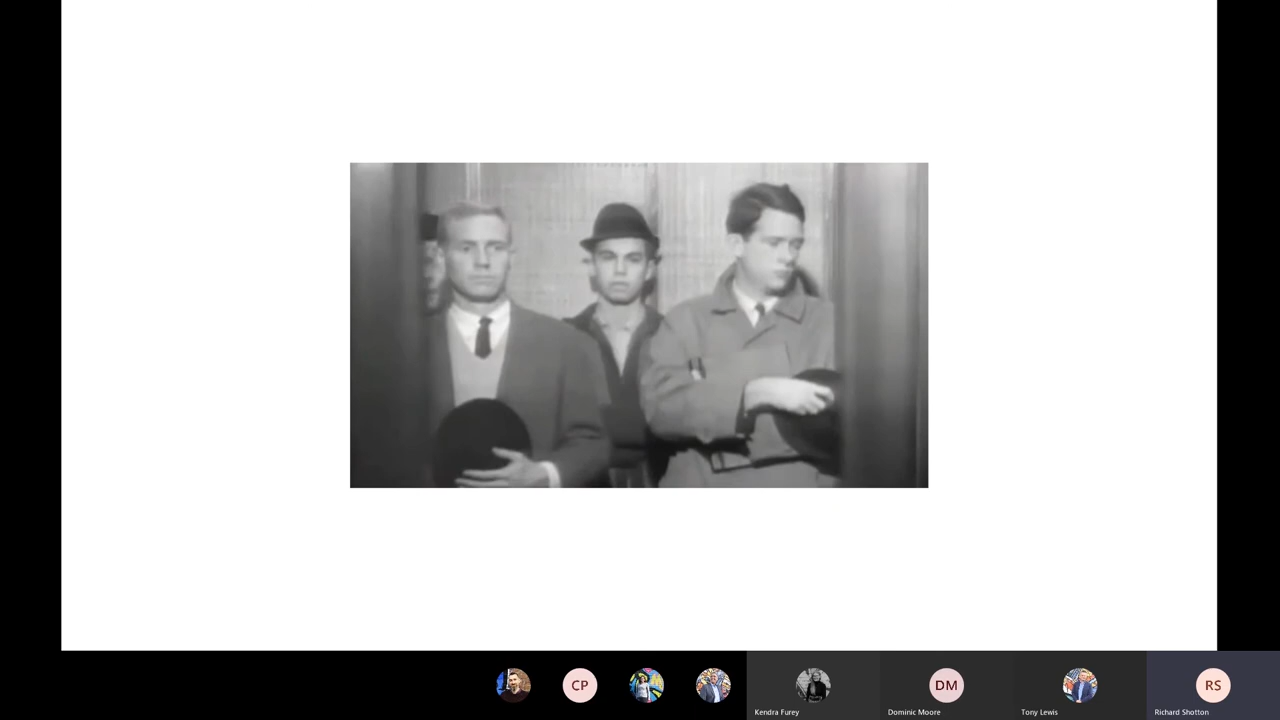 CP
DM
RS
Kendra Furey
Dominic Moore
Tony Lewis
Richard Shotton